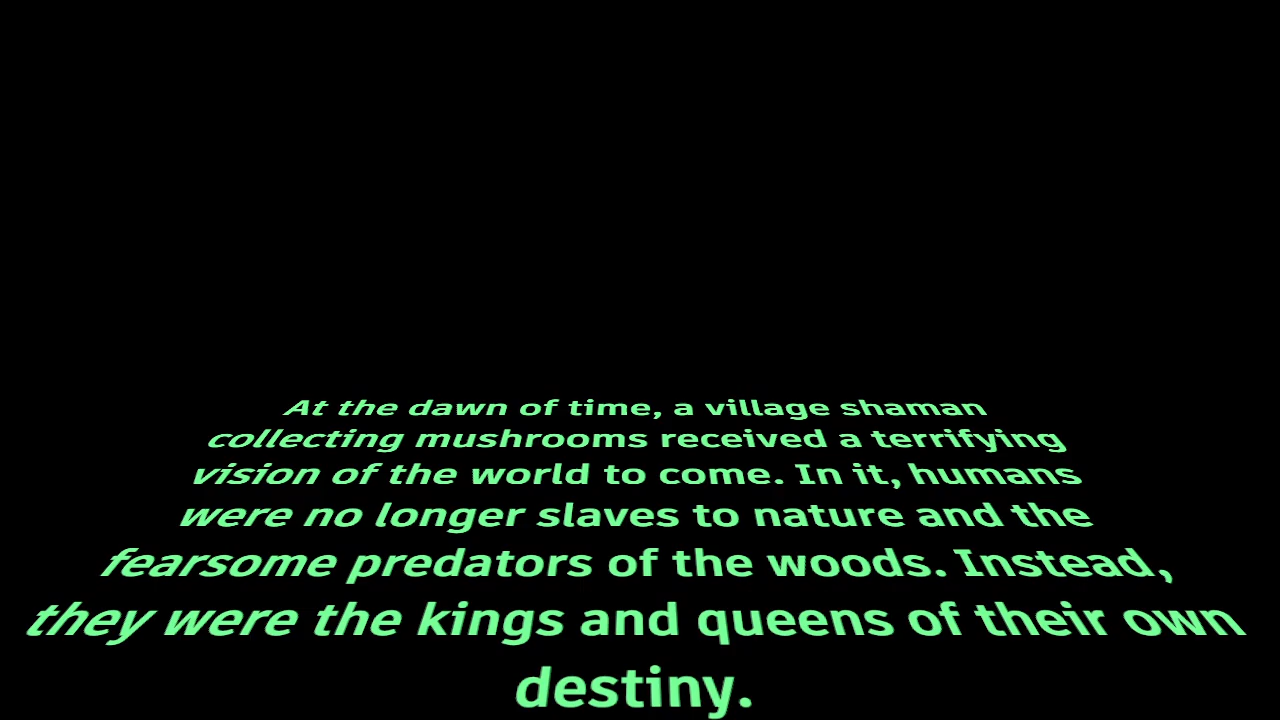 At the dawn of time, a village shaman
collecting mushrooms received a terrifying
vision of the world to come. In it, humans
were no longer slaves to nature and the
fearsome predators of the woods. Instead,
they were the kings and queens of their own
destiny.